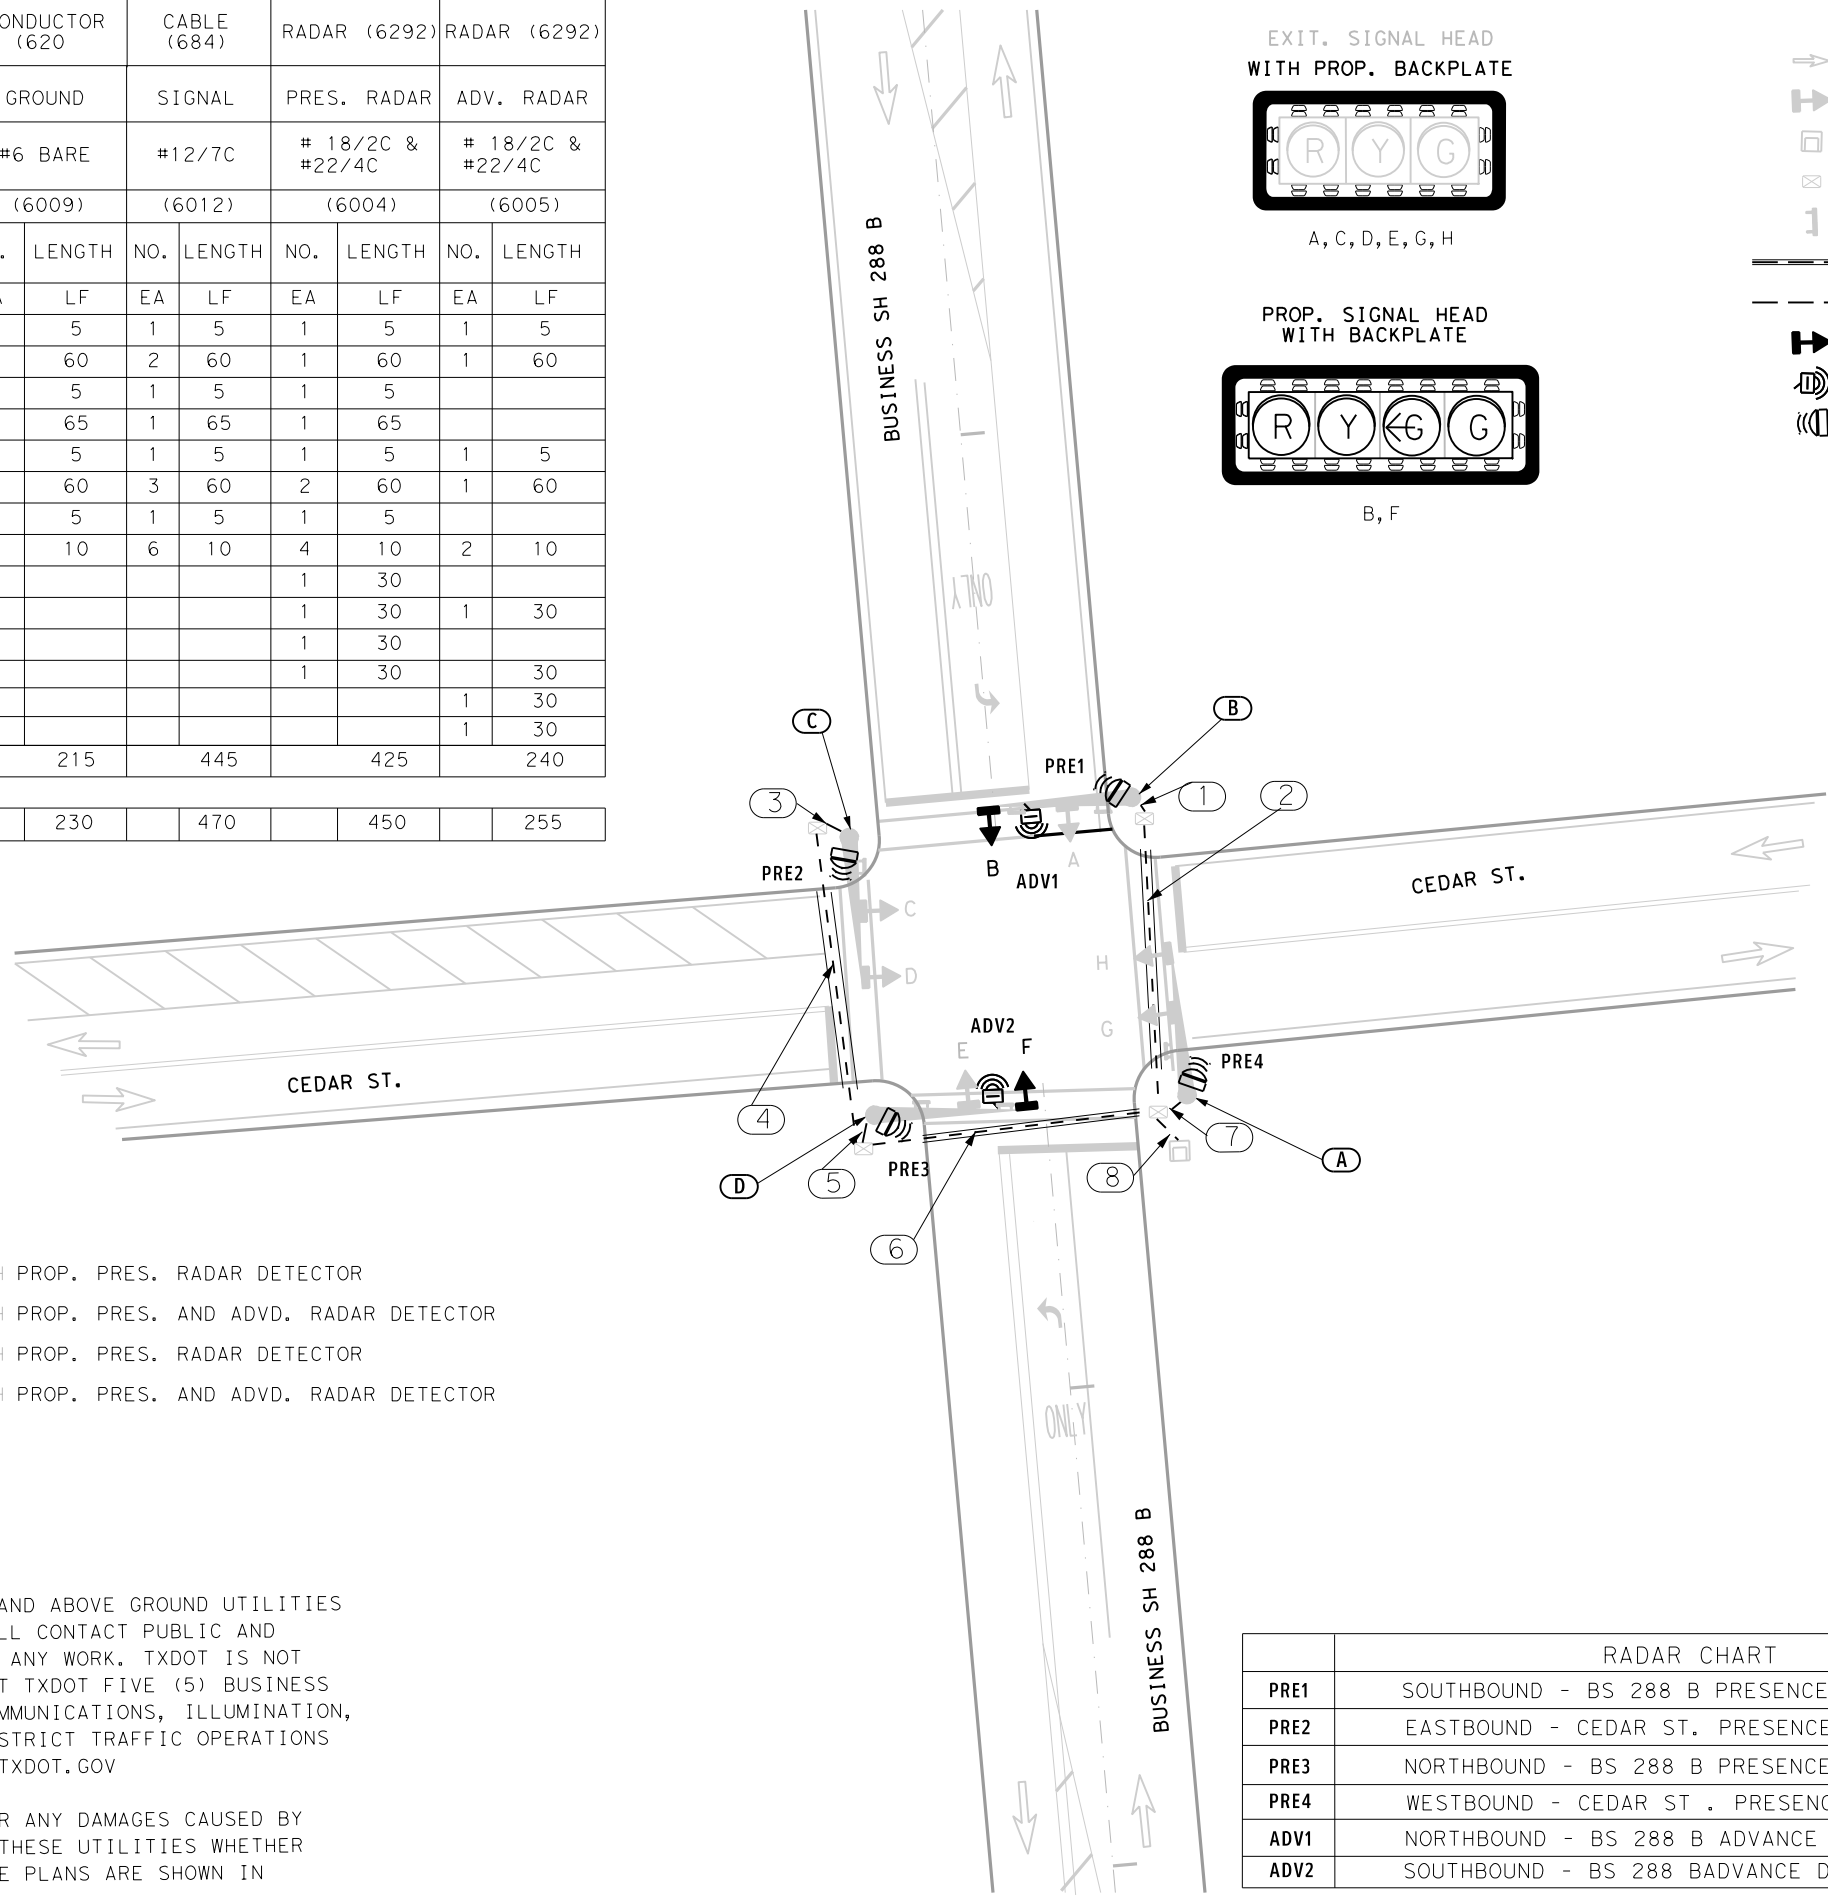 ONDUCTOR CABLE RADAR (6292) RADAR (6292)
(620 (684)
GROUND SIGNAL PRES. RADAR ADV. RADAR
#6 BARE #12/7C # 18/2C & # 18/2C &
#22/4C #22/4C
(6009) (6012) (6004) (6005)
LENGTH NO. LENGTH NO. LENGTH NO. LENGTH
LF EA LF EA LF EA LF
5 1 5 1 5 1 5
60 2 60 1 60 1 60
5 1 5 1 5
65 1 65 1 65
5 1 5 1 5 1 5
60 3 60 2 60 1 60
5 1 5 1 5
10 6 10 4 10 2 10
1 30
1 30 1 30
1 30
1 30 30
1 30
1 30
215 445 425 240
230 470 450 255
EXIT. SIGNAL HEAD
WITH PROP. BACKPLATE
R Y G
A,C,D,E,G,H
PROP. SIGNAL HEAD
WITH BACKPLATE
R Y G G
B,F
BUSINESS SH 288 B
ONLY
C
B
PRE1
3
1
2
PRE2
B
ADV1
A
CEDAR ST.
C
D
H
G
ADV2
E
F
PRE4
CEDAR ST.
4
D
5
PRE3
6
7
8
A
ONLY
BUSINESS SH 288 B
PROP. PRES. RADAR DETECTOR
PROP. PRES. AND ADVD. RADAR DETECTOR
PROP. PRES. RADAR DETECTOR
PROP. PRES. AND ADVD. RADAR DETECTOR
AND ABOVE GROUND UTILITIES
LL CONTACT PUBLIC AND
ANY WORK. TXDOT IS NOT
T TXDOT FIVE (5) BUSINESS
MMUNICATIONS, ILLUMINATION,
STRICT TRAFFIC OPERATIONS
TXDOT.GOV
R ANY DAMAGES CAUSED BY
THESE UTILITIES WHETHER
E PLANS ARE SHOWN IN
RADAR CHART
PRE1 SOUTHBOUND - BS 288 B PRESENCE
PRE2 EASTBOUND - CEDAR ST. PRESENCE
PRE3 NORTHBOUND - BS 288 B PRESENCE
PRE4 WESTBOUND - CEDAR ST . PRESENC
ADV1 NORTHBOUND - BS 288 B ADVANCE
ADV2 SOUTHBOUND - BS 288 BADVANCE D